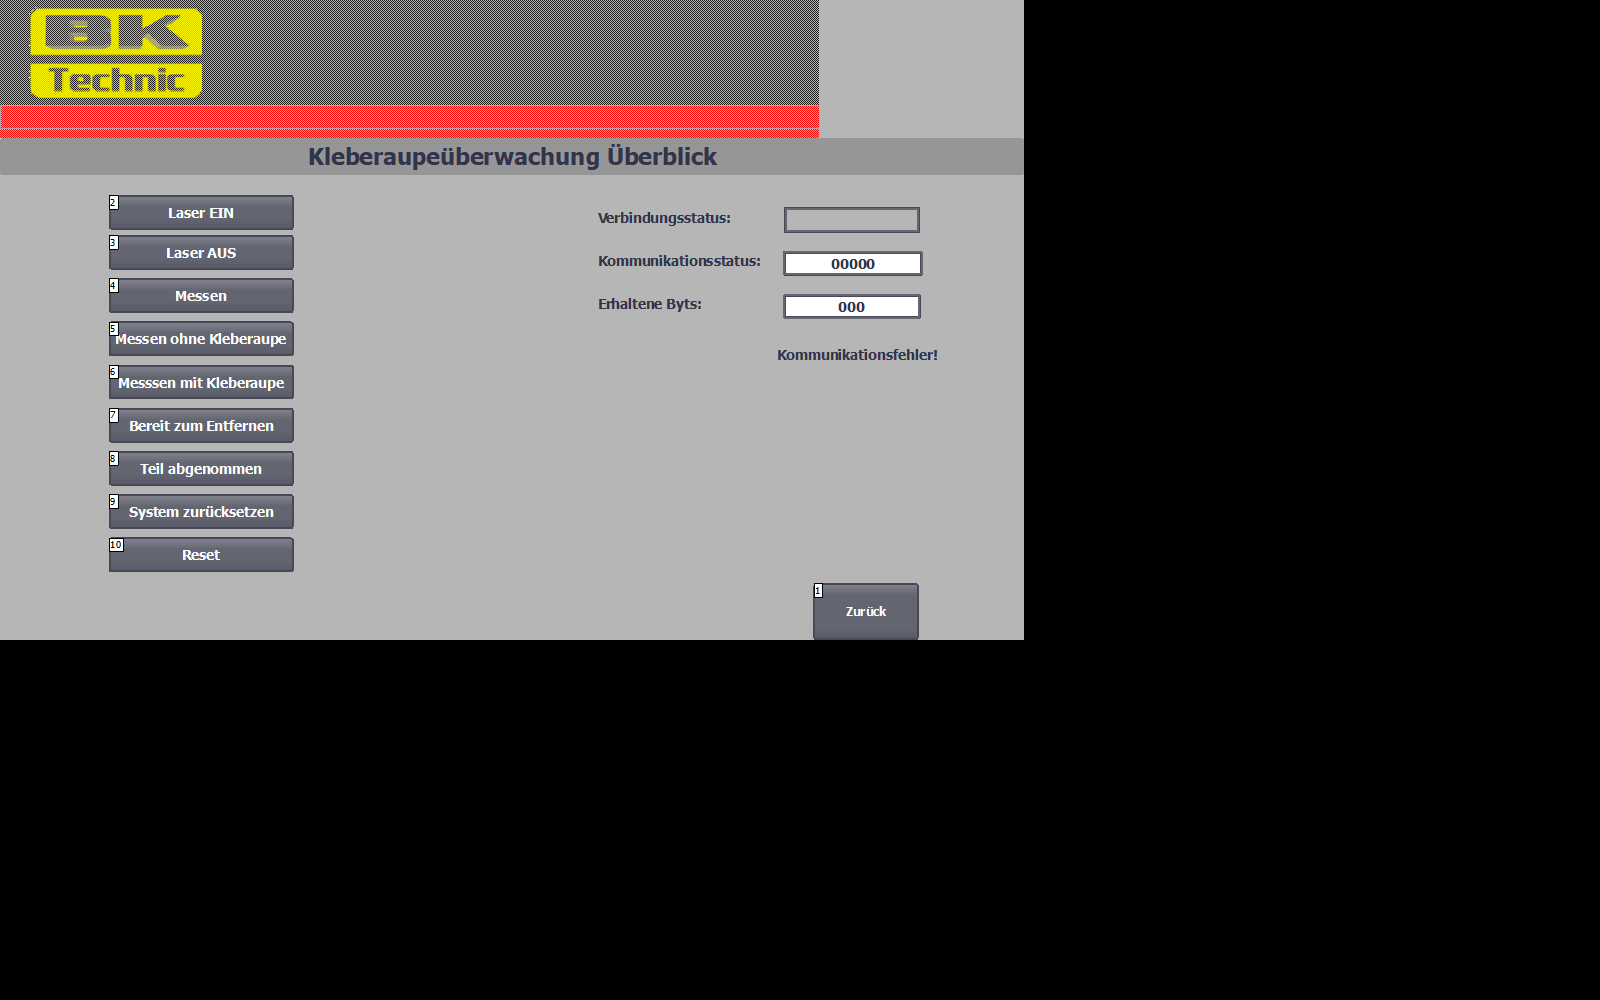 BK
Technic
Kleberaupeüberwachung Überblick
2
Laser EIN
3
Laser AUS
4
Messen
5
Messen ohne Kleberaupe
6
Messsen mit Kleberaupe
7
Bereit zum Entfernen
8
Teil abgenommen
9
System zurücksetzen
10
Reset
Verbindungsstatus:
Kommunikationsstatus: 00000
Erhaltene Byts: 000
Kommunikationsfehler!
1
Zurück